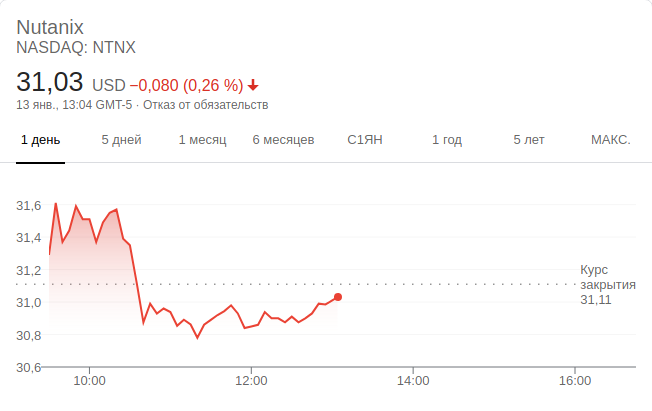 Nutanix
NASDAQ: NTNX
31,03 USD −0,080 (0,26 %)
13 янв., 13:04 GMT-5 · Отказ от обязательств
1 день 5 дней 1 месяц 6 месяцев С1ЯН 1 год 5 лет МАКС.
31,6
31,4
31,2
31,0
30,8
30,6
Курс
закрытия
31,11
10:00 12:00 14:00 16:00